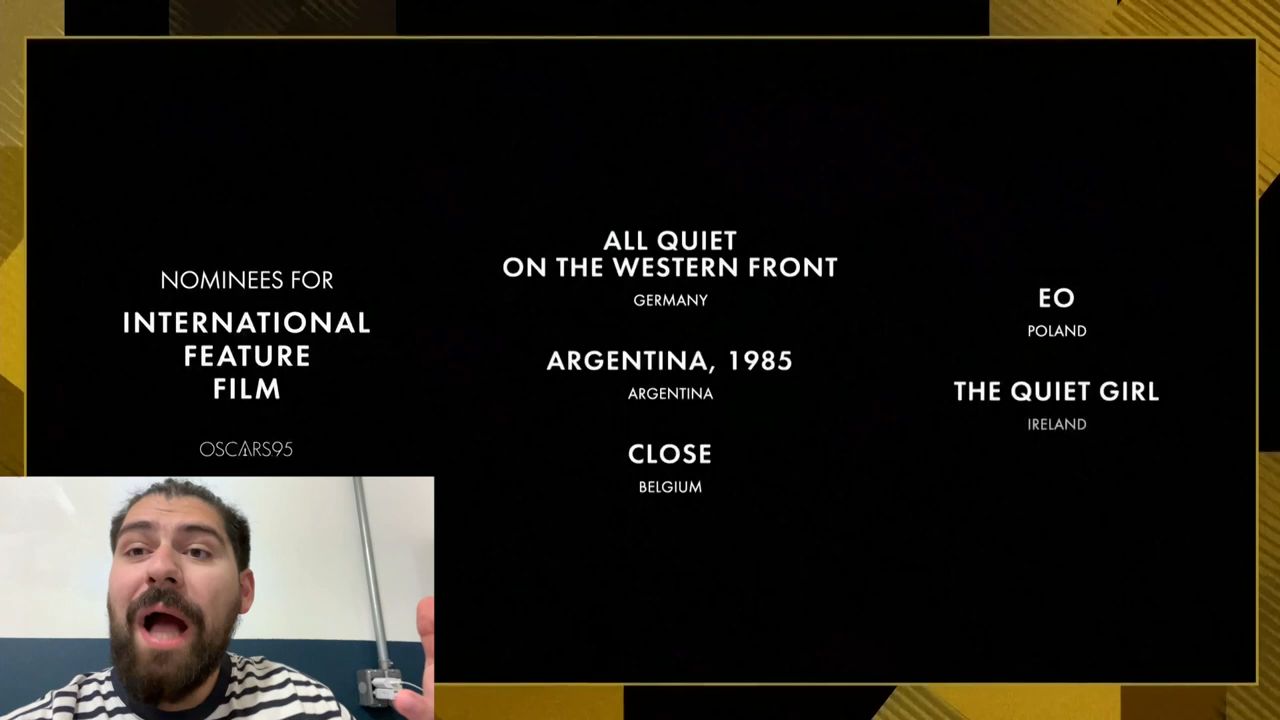 NOMINEES FOR
INTERNATIONAL
FEATURE
FILM
OSCARS95
ALL QUIET
ON THE WESTERN FRONT
GERMANY
ARGENTINA, 1985
ARGENTINA
CLOSE
BELGIUM
EO
POLAND
THE QUIET GIRL
IRELAND